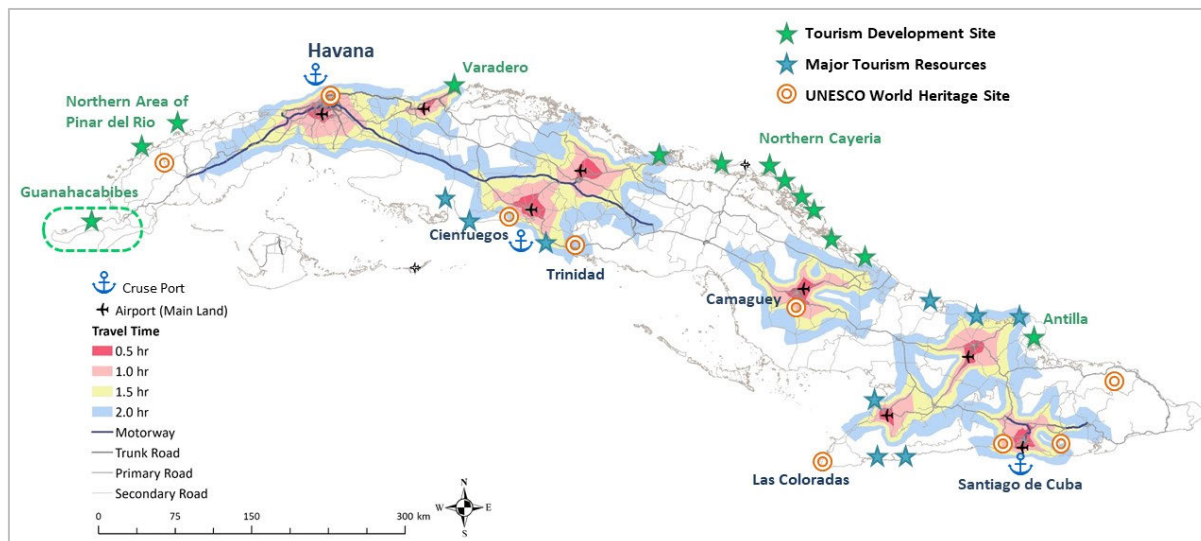 Tourism Development Site
Major Tourism Resources
UNESCO World Heritage Site
Havana
Varadero
Northern Area of
Pinar del Rio
Northern Cayeria
Guanahacabibes
Cienfuegos
Trinidad
Camaguey
Antilla
Las Coloradas
Santiago de Cuba
Cruse Port
Airport (Main Land)
Travel Time
0.5 hr
1.0 hr
1.5 hr
2.0 hr
Motorway
Trunk Road
Primary Road
Secondary Road
N
W E
S
0 75 150 300 km